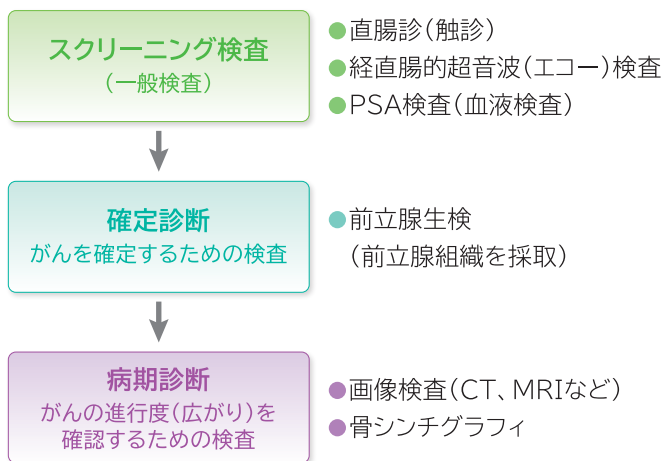 スクリーニング検査
（一般検査）
●直腸診（触診）
●経直腸的超音波（エコー）検査
●PSA検査（血液検査）
確定診断
がんを確定するための検査
●前立腺生検
（前立腺組織を採取）
病期診断
がんの進行度（広がり）を
確認するための検査
●画像検査（CT、MRIなど）
●骨シンチグラフィ